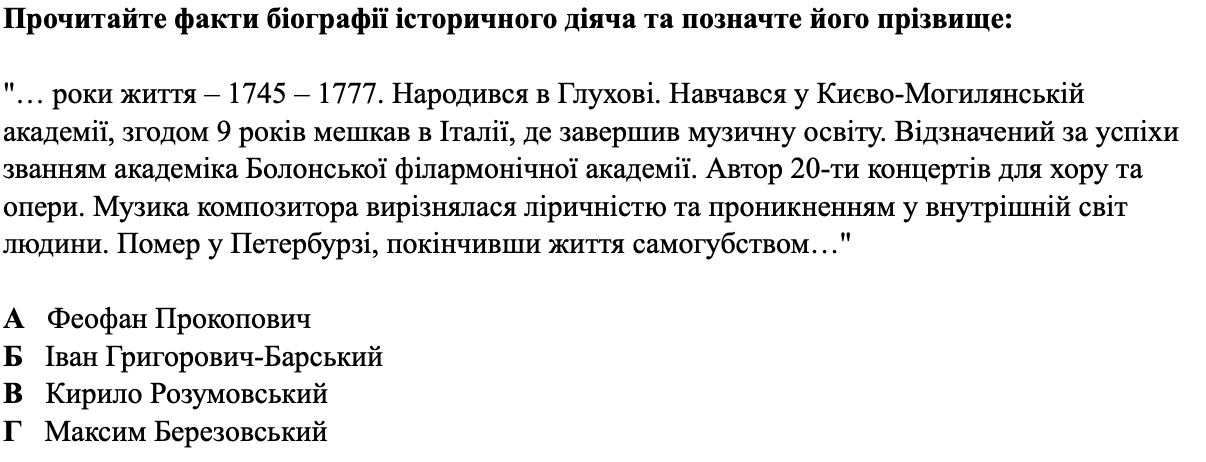 Прочитайте факти біографії історичного діяча та позначте його прізвище:
"… роки життя – 1745 – 1777. Народився в Глухові. Навчався у Києво-Могилянській
академії, згодом 9 років мешкав в Італії, де завершив музичну освіту. Відзначений за успіхи
званням академіка Болонської філармонічної академії. Автор 20-ти концертів для хору та
опери. Музика композитора вирізнялася ліричністю та проникненням у внутрішній світ
людини. Помер у Петербурзі, покінчивши життя самогубством…"
А Феофан Прокопович
Б Іван Григорович-Барський
В Кирило Розумовський
Г Максим Березовський